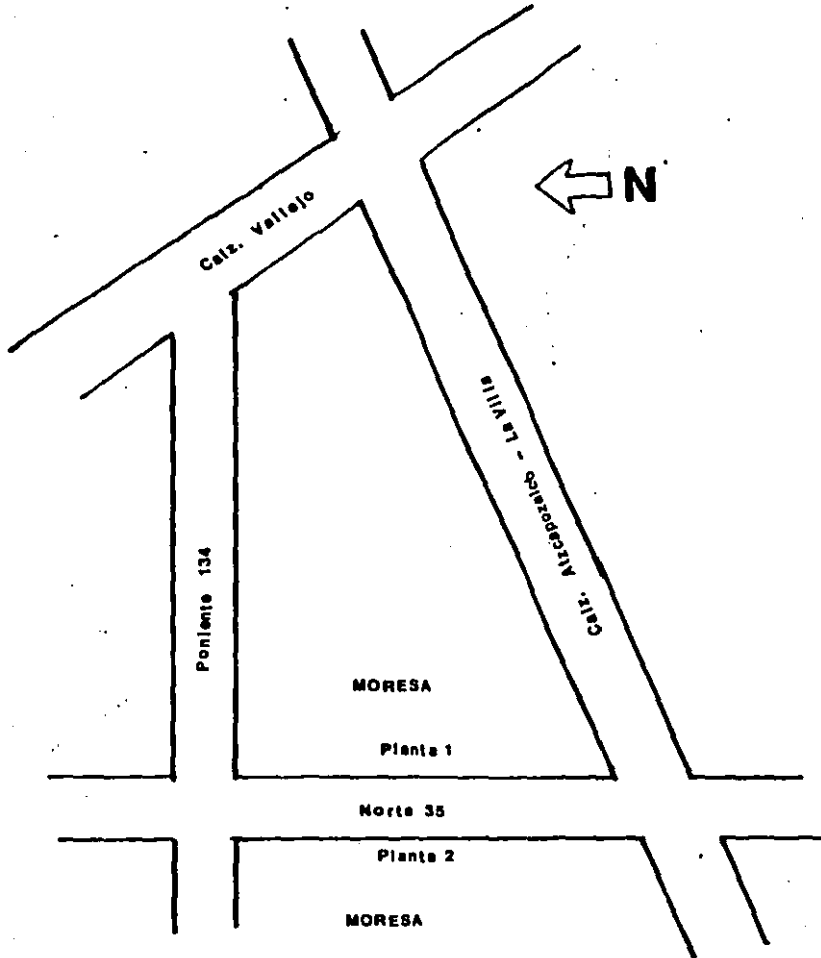 N
Calz. Vallejo
Calz. Atzcapozalco - La Villa
Poniente 134
MORESA
Planta 1
Norte 35
Planta 2
MORESA